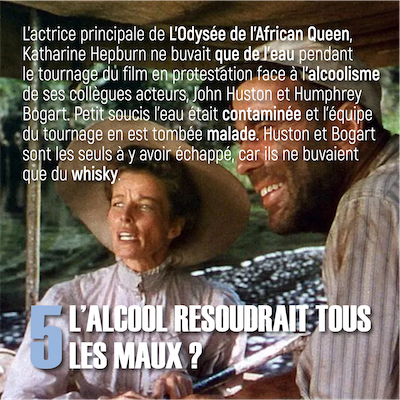 L'actrice principale de L'Odysée de l'African Queen,
Katharine Hepburn ne buvait que de l'eau pendant
le tournage du film en protestation face à l'alcoolisme
de ses collègues acteurs, John Huston et Humphrey
Bogart. Petit soucis l'eau était contaminée et l'équipe
du tournage en est tombée malade. Huston et Bogart
sont les seuls à y avoir échappé, car ils ne buvaient
que du whisky.
5 L'ALCOOL RESOUDRAIT TOUS
LES MAUX ?